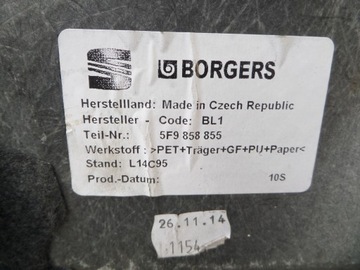 BORGERS
Herstellland: Made in Czech Republic
Hersteller - Code: BL1
Teil-Nr.: 5F9 858 855
Werkstoff : >PET+Träger+GF+PU+Paper<
Stand: L14C95
Prod.-Datum: 10S
26.11.14
1154